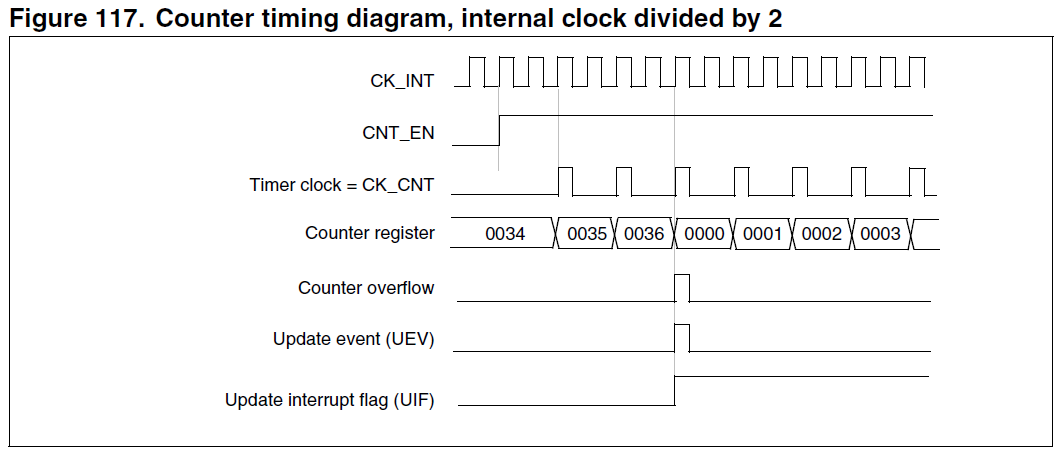 Figure 117. Counter timing diagram, internal clock divided by 2
CK_INT
CNT_EN
Timer clock = CK_CNT
Counter register 0034 0035 0036 0000 0001 0002 0003
Counter overflow
Update event (UEV)
Update interrupt flag (UIF)